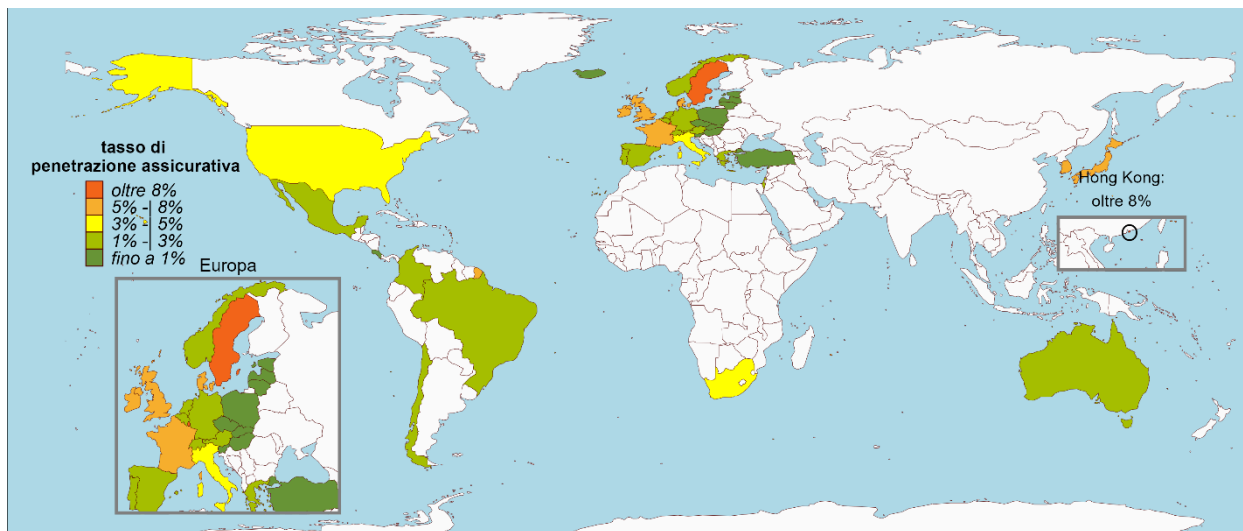 tasso di
penetrazione assicurativa
oltre 8%
5% -| 8%
3% -| 5%
1% -| 3%
fino a 1%
Europa
Hong Kong:
oltre 8%